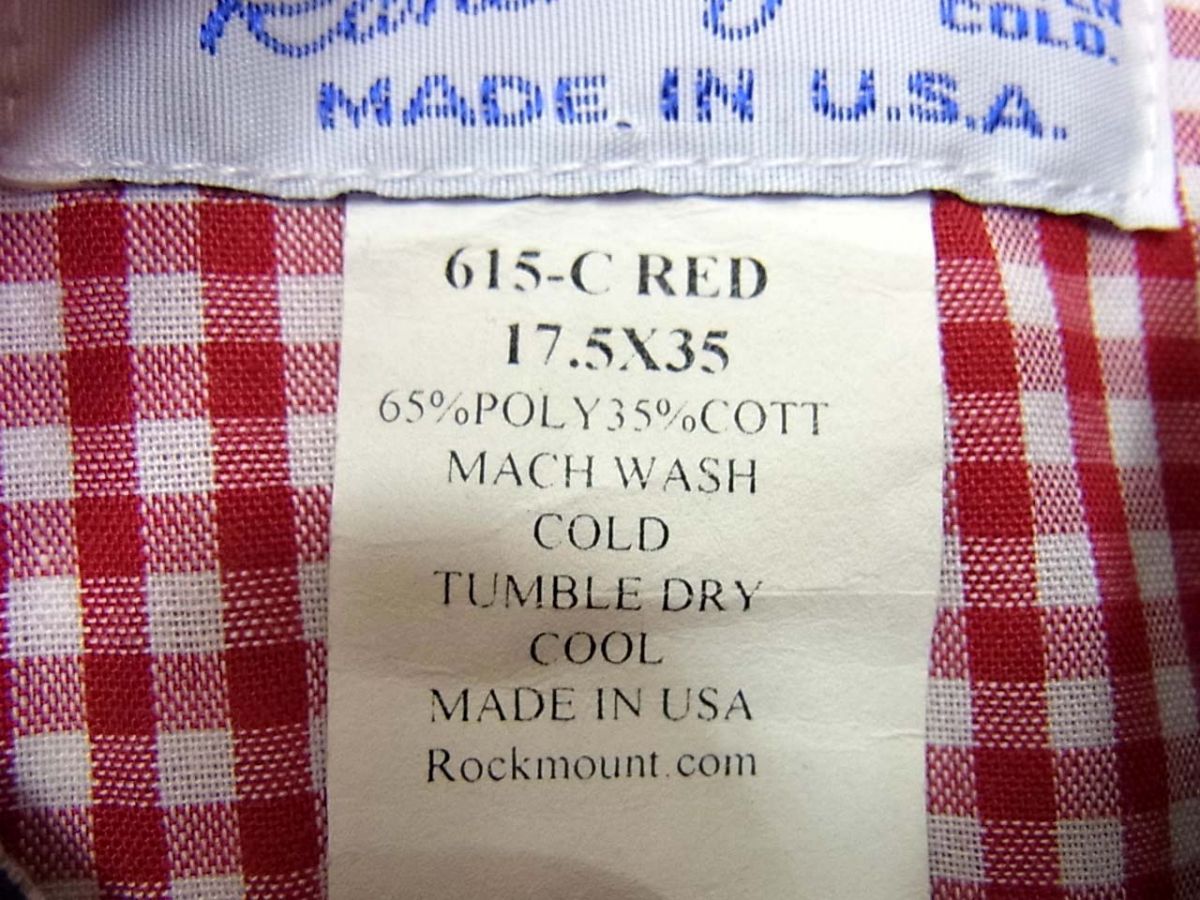 COLO.
MADE IN U.S.A.
615-C RED
17.5X35
65%POLY35%COTT
MACH WASH
COLD
TUMBLE DRY
COOL
MADE IN USA
Rockmount.com